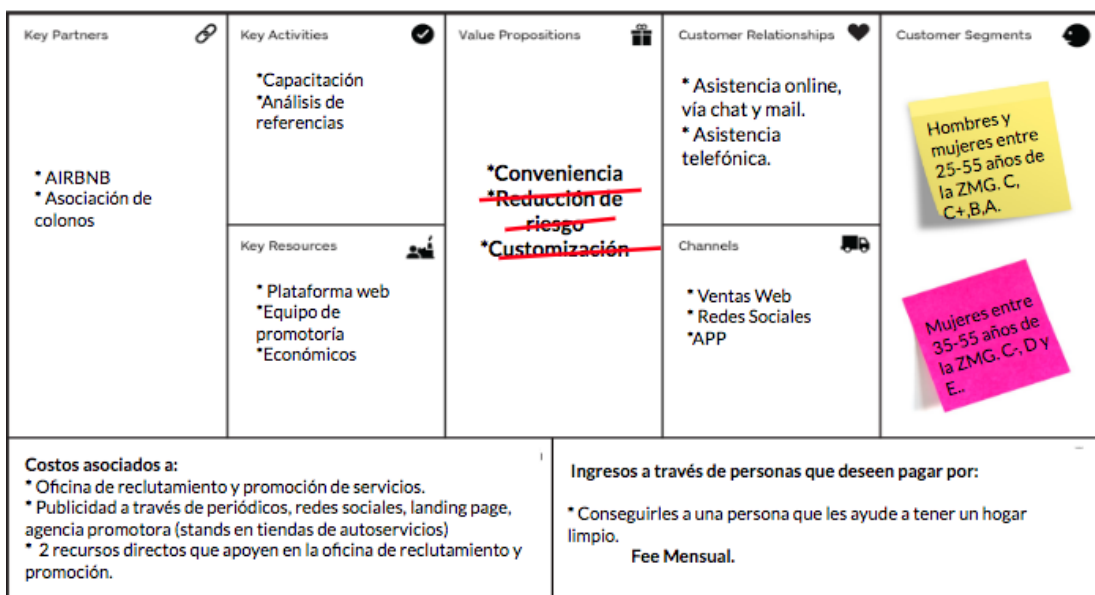 Key Partners
* AIRBNB
* Asociación de
colonos
Key Activities
*Capacitación
*Análisis de
referencias
Key Resources
* Plataforma web
*Equipo de
promotoría
*Económicos
Value Propositions
*Conveniencia
*Reducción de
riesgo
*Customización
Customer Relationships
* Asistencia online,
vía chat y mail.
* Asistencia
telefónica.
Channels
* Ventas Web
* Redes Sociales
*APP
Customer Segments
Hombres y
mujeres entre
25-55 años de
la ZMG. C,
C+,B,A.
Mujeres entre
35-55 años de
la ZMG. C-, D y
E..
Costos asociados a:
* Oficina de reclutamiento y promoción de servicios.
* Publicidad a través de periódicos, redes sociales, landing page,
agencia promotora (stands en tiendas de autoservicios)
* 2 recursos directos que apoyen en la oficina de reclutamiento y
promoción.
Ingresos a través de personas que deseen pagar por:
* Conseguirles a una persona que les ayude a tener un hogar
limpio.
Fee Mensual.